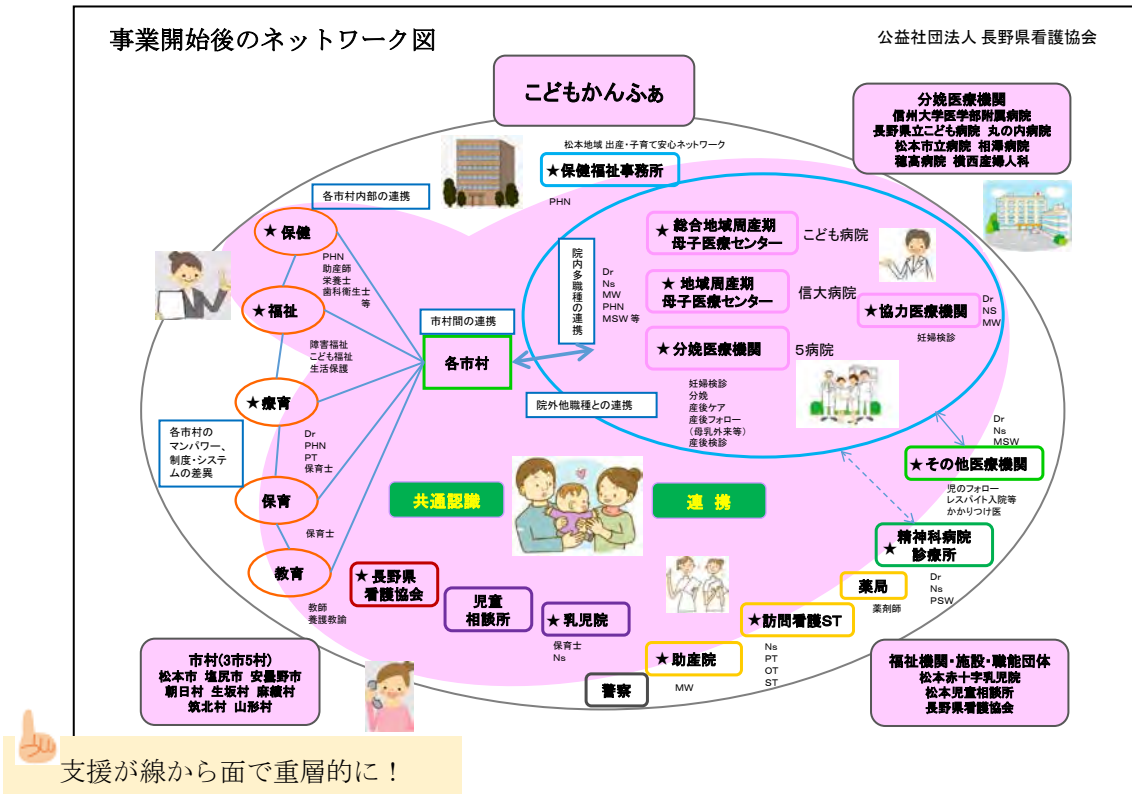 事業開始後のネットワーク図
公益社団法人 長野県看護協会
こどもかんふぁ
分娩医療機関
信州大学医学部附属病院
長野県立こども病院 丸の内病院
松本市立病院 相澤病院
穂高病院 横西産婦人科
松本地域 出産・子育て安心ネットワーク
★保健福祉事務所
PHN
各市村内部の連携
★保健
PHN
助産師
栄養士
歯科衛生士
等
★福祉
障害福祉
こども福祉
生活保護
★療育
Dr
PHN
PT
保育士
各市村の
マンパワー、
制度・システ
ムの差異
保育
保育士
教育
教師
養護教諭
市村間の連携
各市村
院内多職種の連携
Dr
Ns
MW
PHN
MSW 等
★ 総合地域周産期
母子医療センター
こども病院
★ 地域周産期
母子医療センター
信大病院
★分娩医療機関
5病院
妊婦検診
分娩
産後ケア
産後フォロー
(母乳外来等)
産後検診
★協力医療機関
Dr
NS
MW
妊婦検診
院外他職種との連携
共通認識
連 携
Dr
Ns
MSW
★その他医療機関
児のフォロー
レスパイト入院等
かかりつけ医
★ 精神科病院
診療所
Dr
Ns
PSW
薬局
薬剤師
★訪問看護ST
Ns
PT
OT
ST
★助産院
MW
警察
★乳児院
保育士
Ns
児童
相談所
★長野県
看護協会
市村(3市5村)
松本市 塩尻市 安曇野市
朝日村 生坂村 麻績村
筑北村 山形村
福祉機関・施設・職能団体
松本赤十字乳児院
松本児童相談所
長野県看護協会
支援が線から面で重層的に！